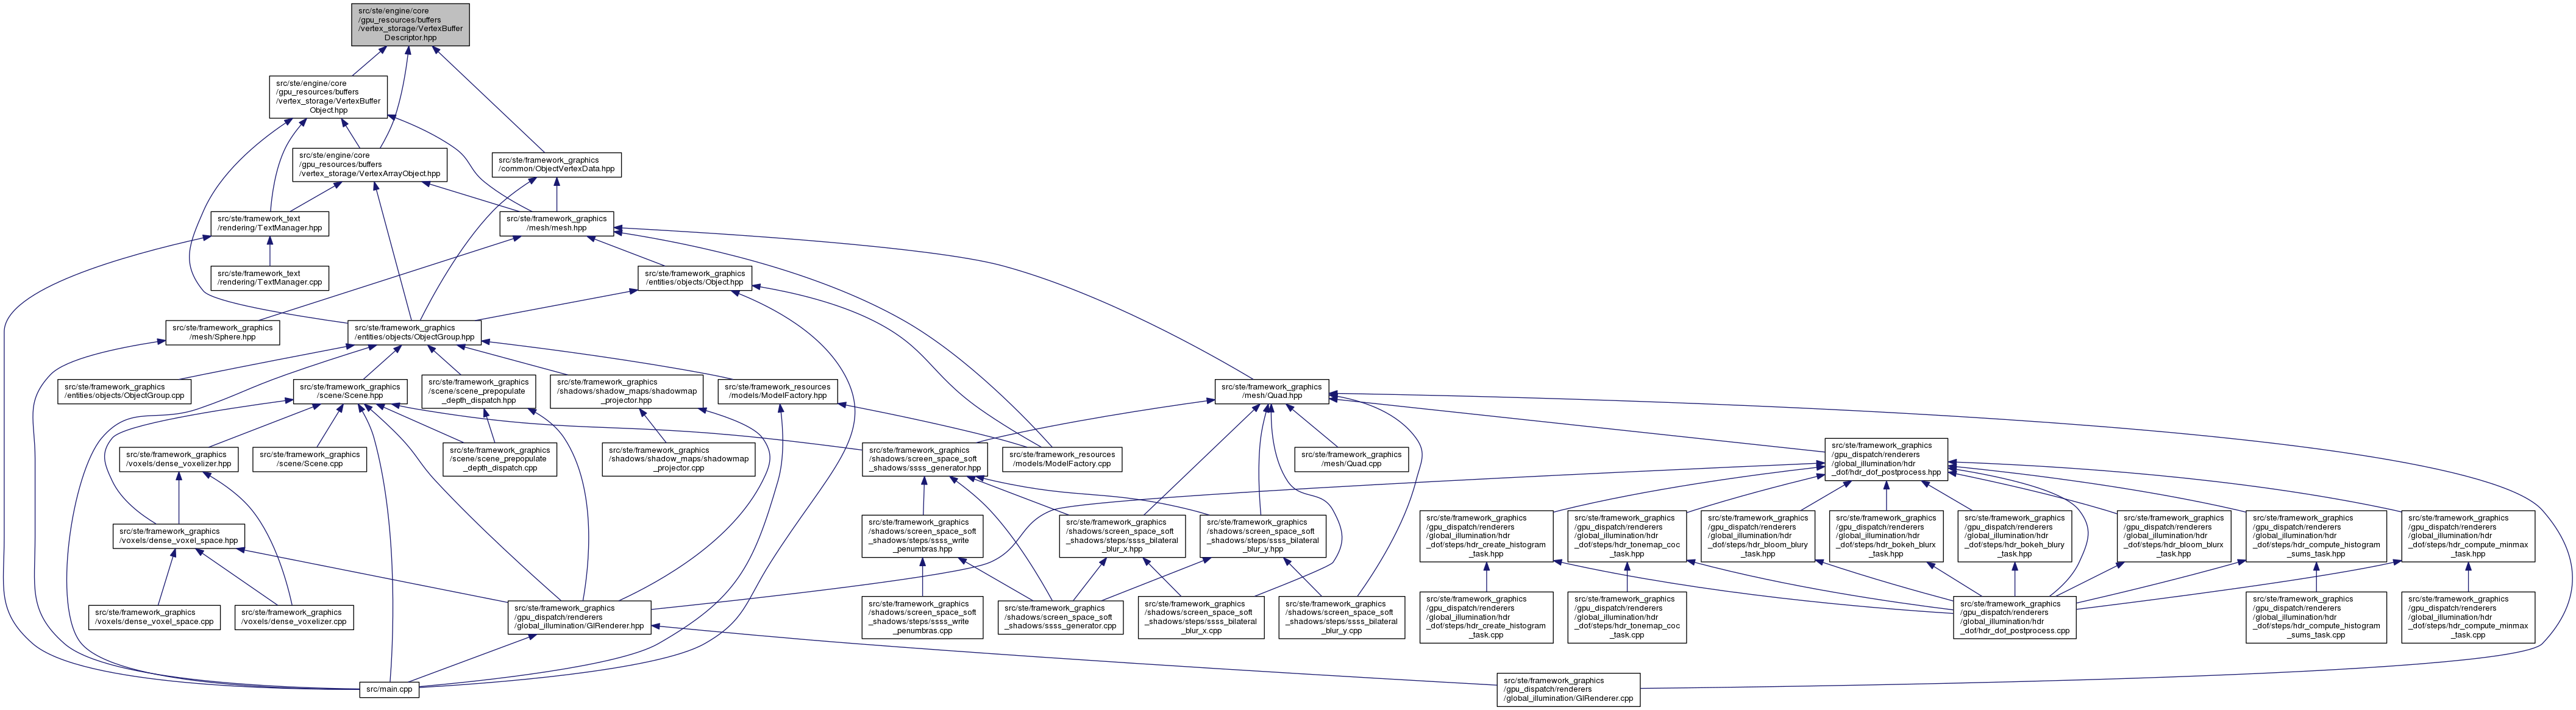 src/ste/engine/core
/gpu_resources/buffers
/vertex_storage/VertexBuffer
Descriptor.hpp
src/ste/engine/core
/gpu_resources/buffers
/vertex_storage/VertexBuffer
Object.hpp
src/ste/engine/core
/gpu_resources/buffers
/vertex_storage/VertexArrayObject.hpp
src/ste/framework_graphics
/common/ObjectVertexData.hpp
src/ste/framework_text
/rendering/TextManager.hpp
src/ste/framework_graphics
/mesh/mesh.hpp
src/ste/framework_text
/rendering/TextManager.cpp
src/ste/framework_graphics
/entities/objects/Object.hpp
src/ste/framework_graphics
/mesh/Sphere.hpp
src/ste/framework_graphics
/entities/objects/ObjectGroup.hpp
src/ste/framework_graphics
/entities/objects/ObjectGroup.cpp
src/ste/framework_graphics
/scene/Scene.hpp
src/ste/framework_graphics
/scene/scene_prepopulate
_depth_dispatch.hpp
src/ste/framework_graphics
/shadows/shadow_maps/shadowmap
_projector.hpp
src/ste/framework_resources
/models/ModelFactory.hpp
src/ste/framework_graphics
/mesh/Quad.hpp
src/ste/framework_graphics
/voxels/dense_voxelizer.hpp
src/ste/framework_graphics
/scene/Scene.cpp
src/ste/framework_graphics
/scene/scene_prepopulate
_depth_dispatch.cpp
src/ste/framework_graphics
/shadows/shadow_maps/shadowmap
_projector.cpp
src/ste/framework_graphics
/shadows/screen_space_soft
_shadows/ssss_generator.hpp
src/ste/framework_resources
/models/ModelFactory.cpp
src/ste/framework_graphics
/mesh/Quad.cpp
src/ste/framework_graphics
/gpu_dispatch/renderers
/global_illumination/hdr
_dof/hdr_dof_postprocess.hpp
src/ste/framework_graphics
/voxels/dense_voxel_space.hpp
src/ste/framework_graphics
/shadows/screen_space_soft
_shadows/steps/ssss_write
_penumbras.hpp
src/ste/framework_graphics
/shadows/screen_space_soft
_shadows/steps/ssss_bilateral
_blur_x.hpp
src/ste/framework_graphics
/shadows/screen_space_soft
_shadows/steps/ssss_bilateral
_blur_y.hpp
src/ste/framework_graphics
/gpu_dispatch/renderers
/global_illumination/hdr
_dof/steps/hdr_create_histogram
_task.hpp
src/ste/framework_graphics
/gpu_dispatch/renderers
/global_illumination/hdr
_dof/steps/hdr_tonemap_coc
_task.hpp
src/ste/framework_graphics
/gpu_dispatch/renderers
/global_illumination/hdr
_dof/steps/hdr_bloom_blury
_task.hpp
src/ste/framework_graphics
/gpu_dispatch/renderers
/global_illumination/hdr
_dof/steps/hdr_bokeh_blurx
_task.hpp
src/ste/framework_graphics
/gpu_dispatch/renderers
/global_illumination/hdr
_dof/steps/hdr_bokeh_blury
_task.hpp
src/ste/framework_graphics
/gpu_dispatch/renderers
/global_illumination/hdr
_dof/steps/hdr_bloom_blurx
_task.hpp
src/ste/framework_graphics
/gpu_dispatch/renderers
/global_illumination/hdr
_dof/steps/hdr_compute_histogram
_sums_task.hpp
src/ste/framework_graphics
/gpu_dispatch/renderers
/global_illumination/hdr
_dof/steps/hdr_compute_minmax
_task.hpp
src/ste/framework_graphics
/voxels/dense_voxel_space.cpp
src/ste/framework_graphics
/voxels/dense_voxelizer.cpp
src/ste/framework_graphics
/gpu_dispatch/renderers
/global_illumination/GIRenderer.hpp
src/ste/framework_graphics
/shadows/screen_space_soft
_shadows/steps/ssss_write
_penumbras.cpp
src/ste/framework_graphics
/shadows/screen_space_soft
_shadows/ssss_generator.cpp
src/ste/framework_graphics
/shadows/screen_space_soft
_shadows/steps/ssss_bilateral
_blur_x.cpp
src/ste/framework_graphics
/shadows/screen_space_soft
_shadows/steps/ssss_bilateral
_blur_y.cpp
src/ste/framework_graphics
/gpu_dispatch/renderers
/global_illumination/hdr
_dof/steps/hdr_create_histogram
_task.cpp
src/ste/framework_graphics
/gpu_dispatch/renderers
/global_illumination/hdr
_dof/steps/hdr_tonemap_coc
_task.cpp
src/ste/framework_graphics
/gpu_dispatch/renderers
/global_illumination/hdr
_dof/hdr_dof_postprocess.cpp
src/ste/framework_graphics
/gpu_dispatch/renderers
/global_illumination/hdr
_dof/steps/hdr_compute_histogram
_sums_task.cpp
src/ste/framework_graphics
/gpu_dispatch/renderers
/global_illumination/hdr
_dof/steps/hdr_compute_minmax
_task.cpp
src/main.cpp
src/ste/framework_graphics
/gpu_dispatch/renderers
/global_illumination/GIRenderer.cpp